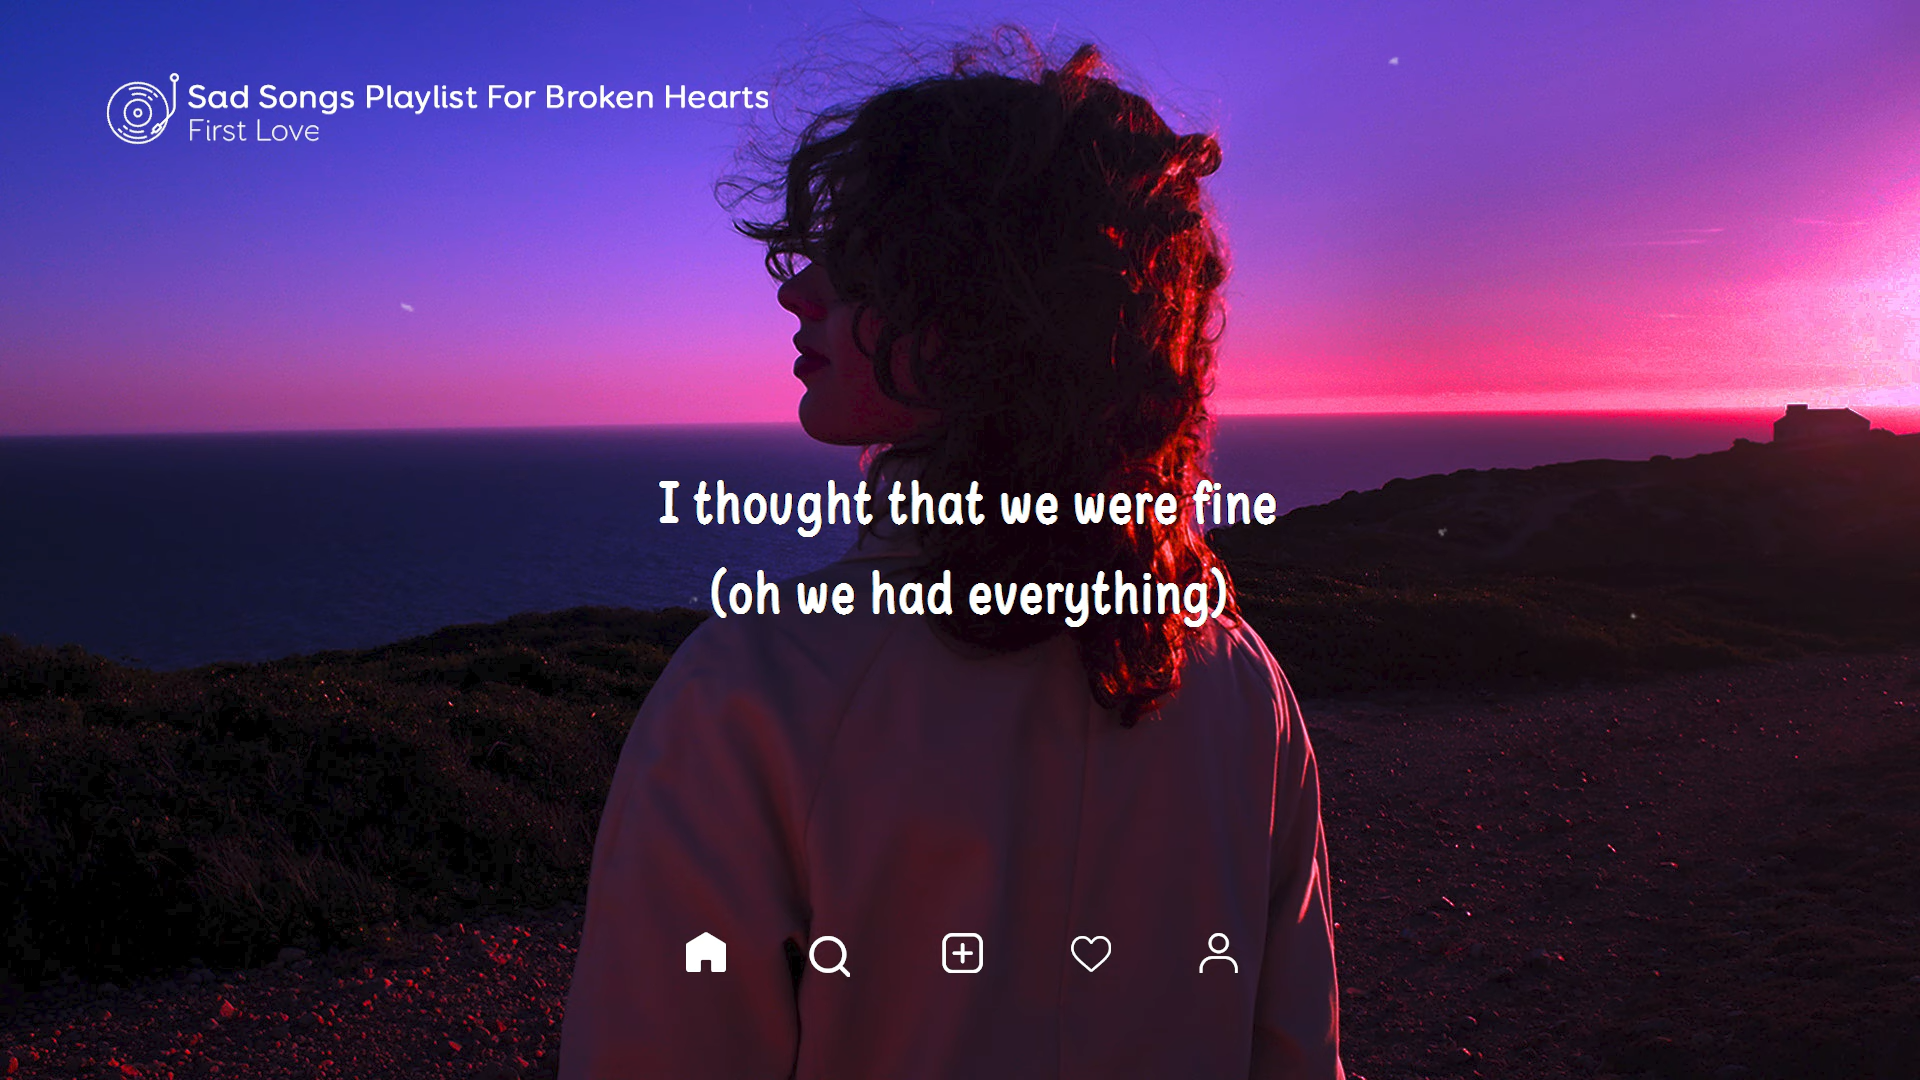 Sad Songs Playlist For Broken Hearts
First Love
I thought that we were fine
(oh we had everything)